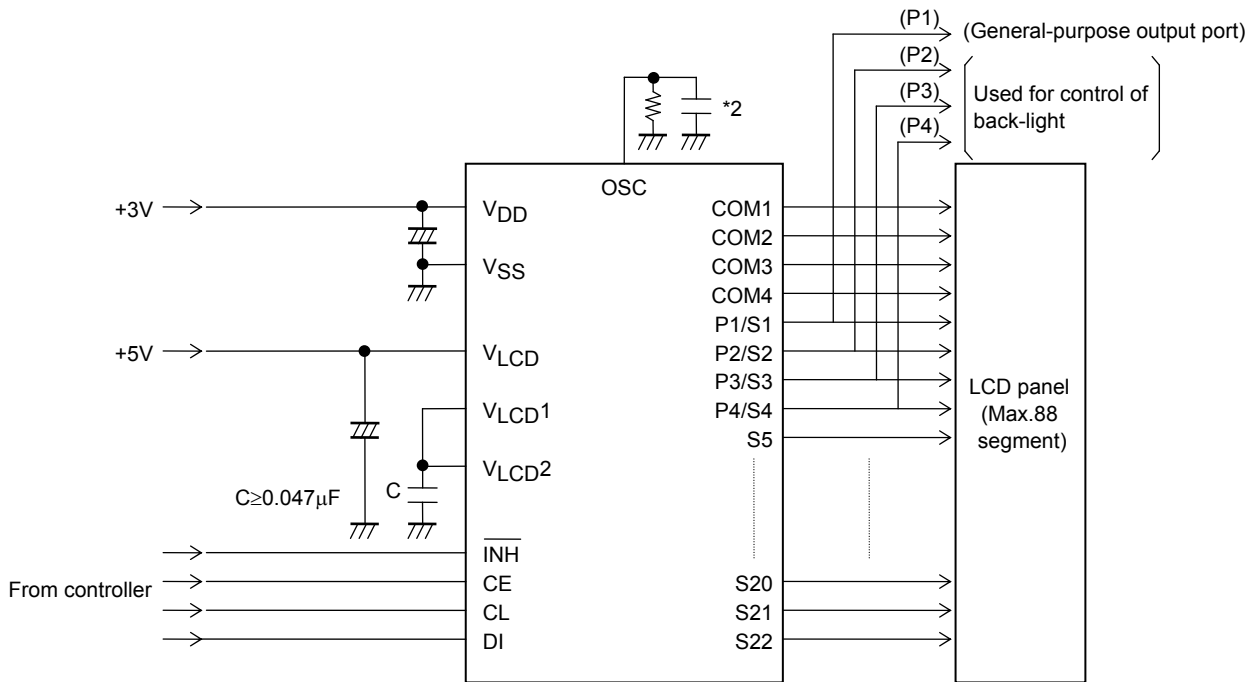 (P1)
(General-purpose output port)
(P2)
(P3)
Used for control of
back-light
(P4)
*2
OSC
+3V
VDD
VSS
+5V
VLCD
VLCD1
VLCD2
C
C≥0.047μF
INH
From controller
CE
CL
DI
COM1
COM2
COM3
COM4
P1/S1
P2/S2
P3/S3
P4/S4
S5
S20
S21
S22
LCD panel
(Max.88
segment)